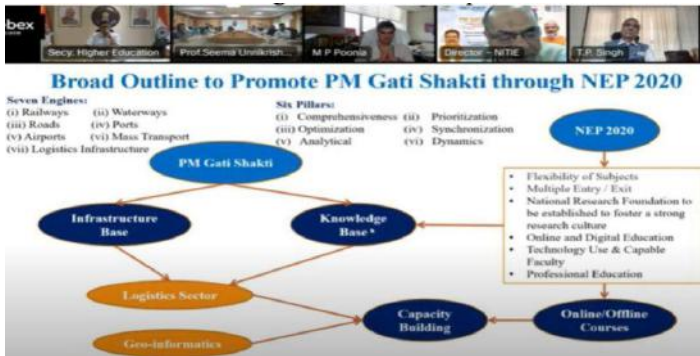 bex
Secy. Higher Education
Prof.Seema Unnikrish...
M P Poonia
Director – NITIE
T.P. Singh
Broad Outline to Promote PM Gati Shakti through NEP 2020
Seven Engines:
(i) Railways (ii) Waterways
(iii) Roads (iv) Ports
(v) Airports (vi) Mass Transport
(vii) Logistics Infrastructure
Six Pillars:
(i) Comprehensiveness (ii) Prioritization
(iii) Optimization (iv) Synchronization
(v) Analytical (vi) Dynamics
NEP 2020
PM Gati Shakti
• Flexibility of Subjects
• Multiple Entry / Exit
• National Research Foundation to
be established to foster a strong
research culture
• Online and Digital Education
• Technology Use & Capable
Faculty
• Professional Education
Infrastructure
Base
Knowledge
Base
Logistics Sector
Capacity
Building
Online/Offline
Courses
Geo-informatics